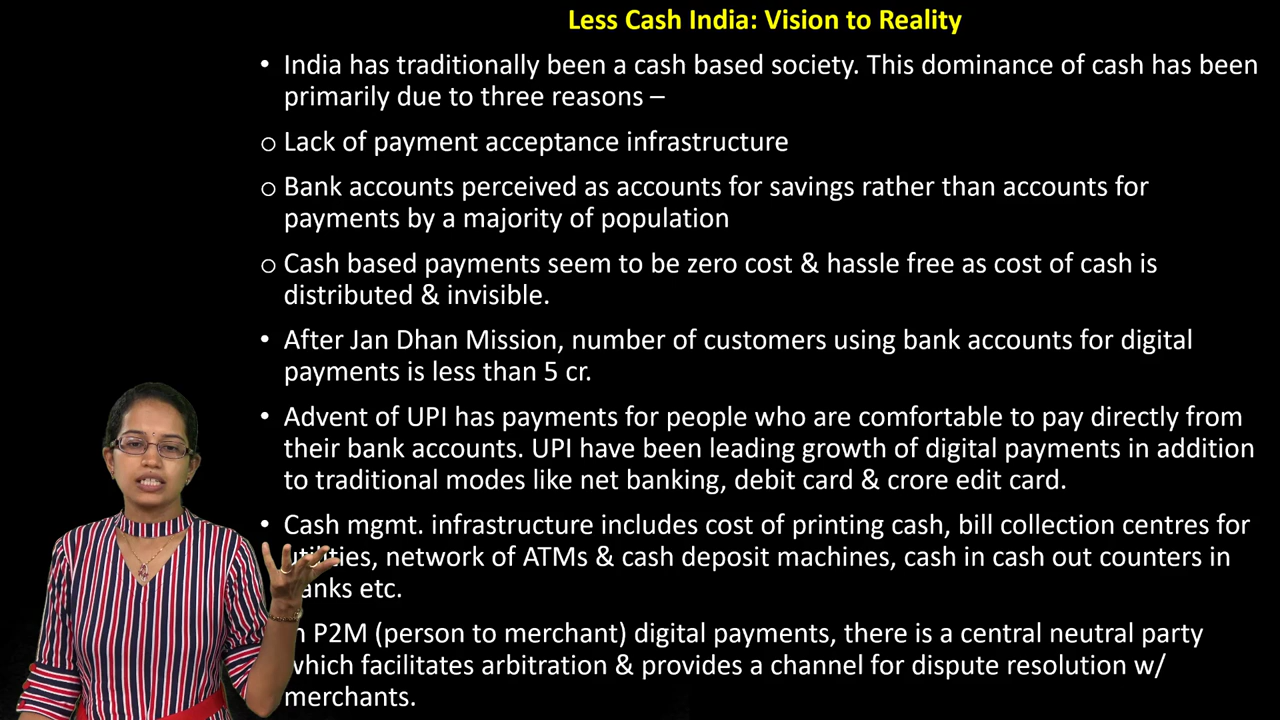 Less Cash India: Vision to Reality
• India has traditionally been a cash based society. This dominance of cash has been
primarily due to three reasons –
o Lack of payment acceptance infrastructure
o Bank accounts perceived as accounts for savings rather than accounts for
payments by a majority of population
o Cash based payments seem to be zero cost & hassle free as cost of cash is
distributed & invisible.
• After Jan Dhan Mission, number of customers using bank accounts for digital
payments is less than 5 cr.
• Advent of UPI has payments for people who are comfortable to pay directly from
their bank accounts. UPI have been leading growth of digital payments in addition
to traditional modes like net banking, debit card & crore edit card.
• Cash mgmt. infrastructure includes cost of printing cash, bill collection centres for
utilities, network of ATMs & cash deposit machines, cash in cash out counters in
banks etc.
P2M (person to merchant) digital payments, there is a central neutral party
which facilitates arbitration & provides a channel for dispute resolution w/
merchants.